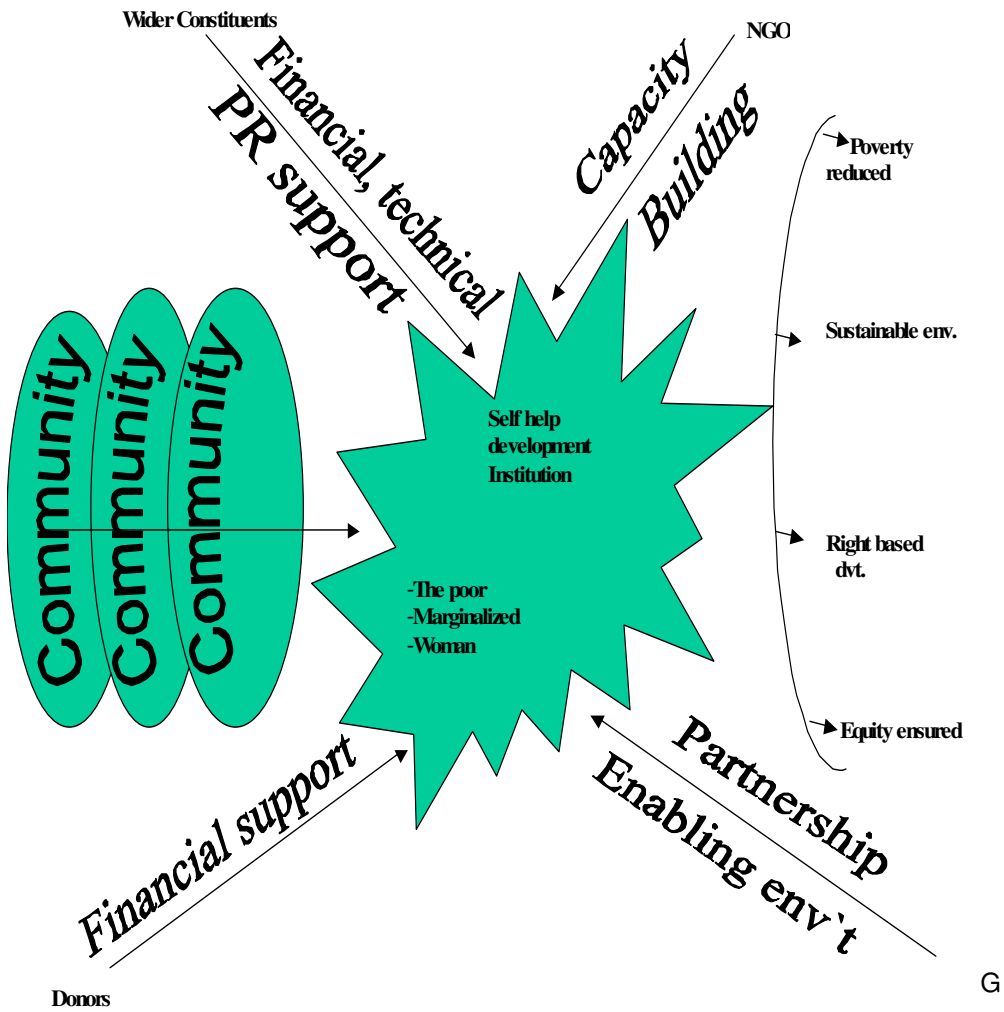 Wider Constituents
NGO
Financial, technical
PR support
Capacity
Building
Poverty
reduced
Sustainable env.
Right based
dvt.
Equity ensured
Community
Community
Community
Self help
development
Institution
-The poor
-Marginalized
-Woman
Financial support
Donors
Partnership
Enabling env`t
G